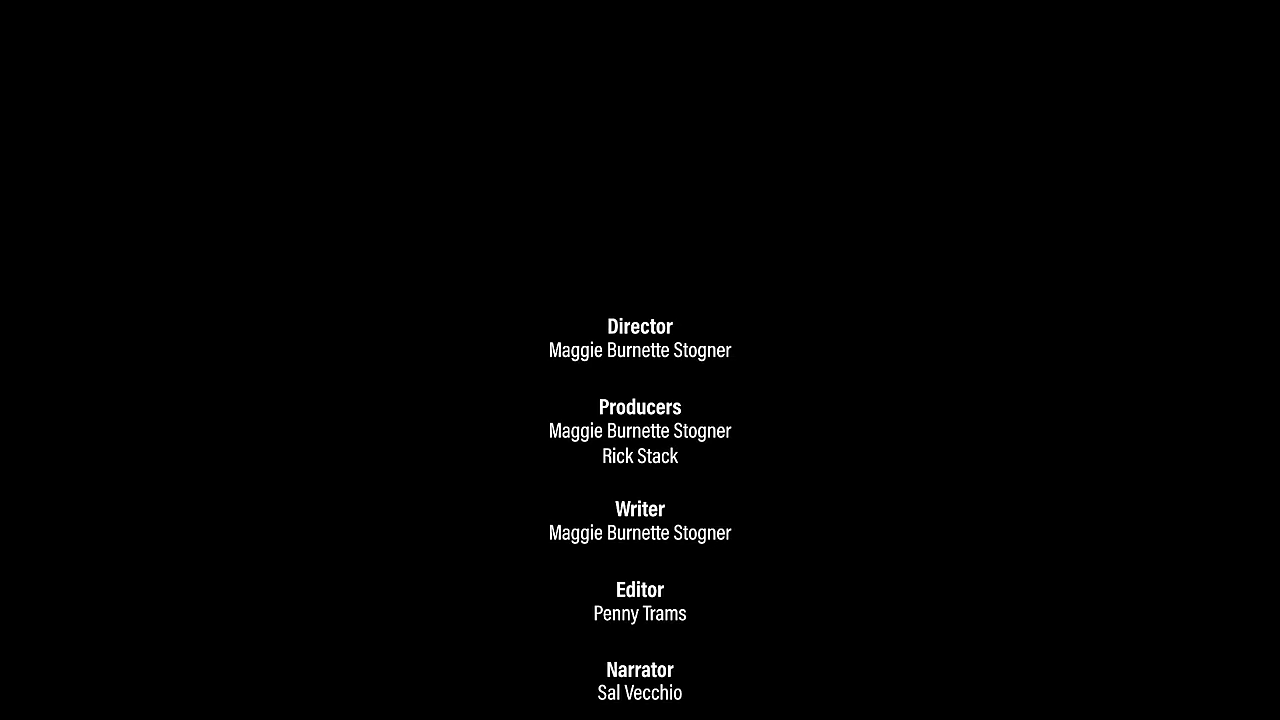 Director
Maggie Burnette Stogner
Producers
Maggie Burnette Stogner
Rick Stack
Writer
Maggie Burnette Stogner
Editor
Penny Trams
Narrator
Sal Vecchio